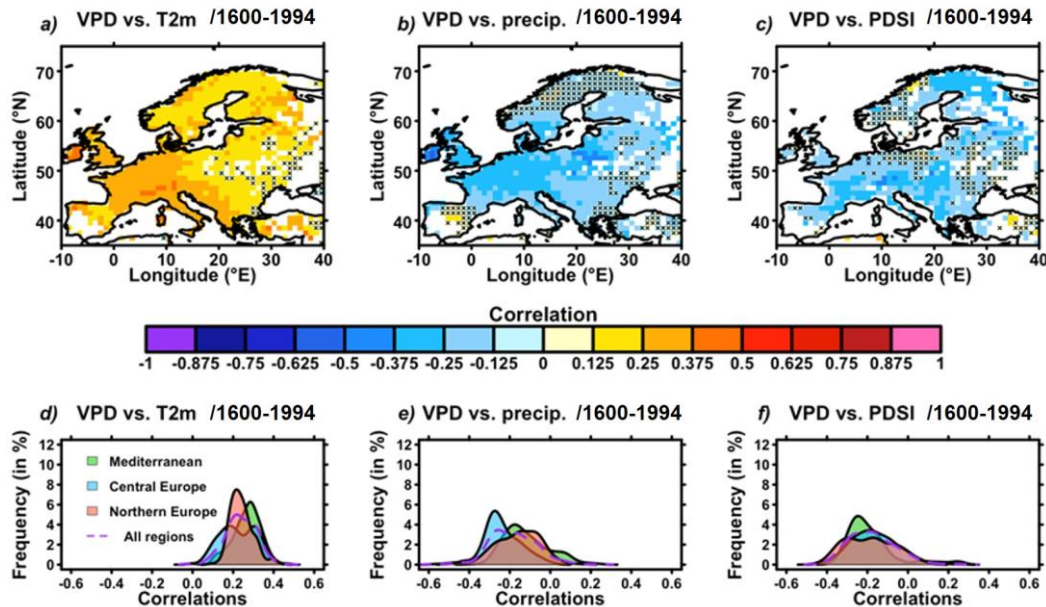 a) VPD vs. T2m /1600-1994
b) VPD vs. precip. /1600-1994
c) VPD vs. PDSI /1600-1994
Latitude (°N)
70
60
50
40
-10 0 10 20 30 40
Longitude (°E)
Latitude (°N)
70
60
50
40
-10 0 10 20 30 40
Longitude (°E)
Latitude (°N)
70
60
50
40
-10 0 10 20 30 40
Longitude (°E)
Correlation
-1 -0.875 -0.75 -0.625 -0.5 -0.375 -0.25 -0.125 0 0.125 0.25 0.375 0.5 0.625 0.75 0.875 1
d) VPD vs. T2m /1600-1994
e) VPD vs. precip. /1600-1994
f) VPD vs. PDSI /1600-1994
Frequency (in %)
12
10
8
6
4
2
0
Mediterranean
Central Europe
Northern Europe
All regions
-0.6 -0.4 -0.2 0.0 0.2 0.4 0.6
Correlations
Frequency (in %)
12
10
8
6
4
2
0
-0.6 -0.4 -0.2 0.0 0.2 0.4 0.6
Correlations
Frequency (in %)
12
10
8
6
4
2
0
-0.6 -0.4 -0.2 0.0 0.2 0.4 0.6
Correlations